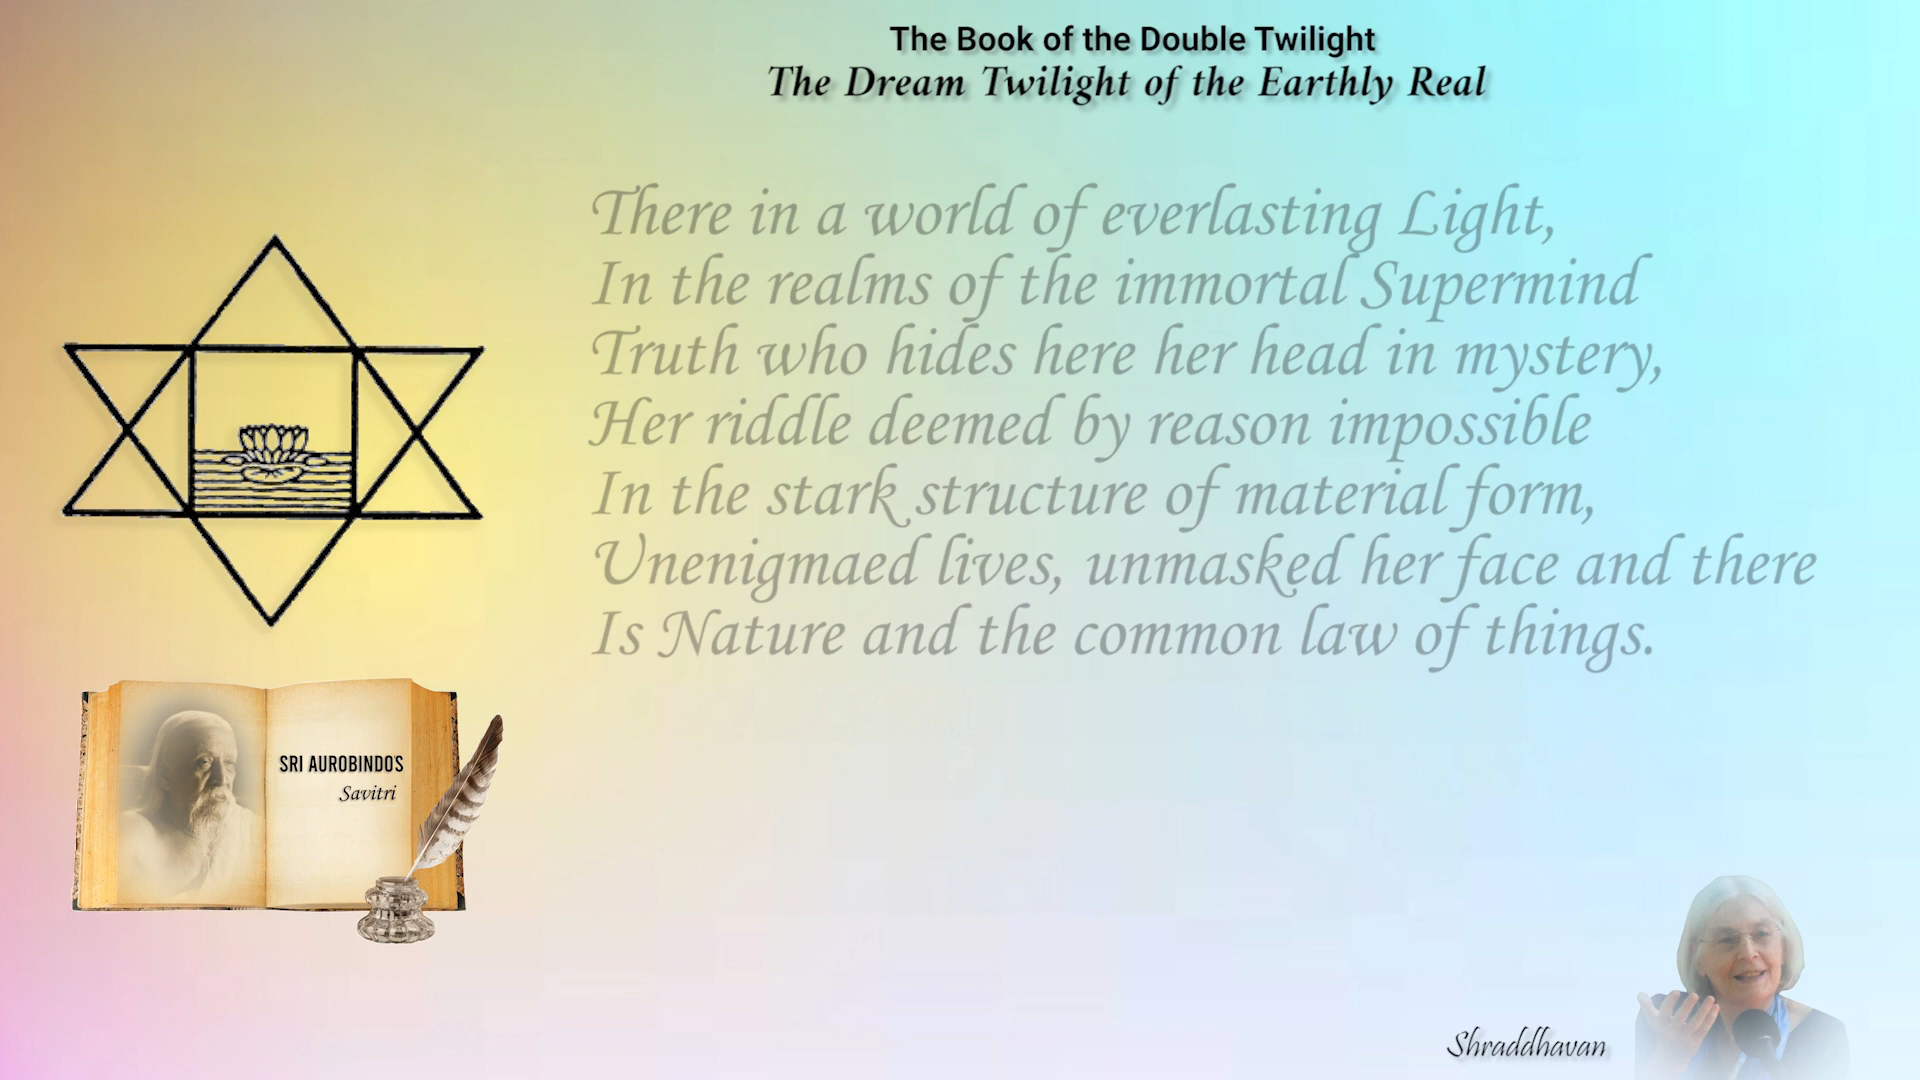 The Book of the Double Twilight
The Dream Twilight of the Earthly Real
There in a world of everlasting Light,
In the realms of the immortal Supermind
Truth who hides here her head in mystery,
Her riddle deemed by reason impossible
In the stark structure of material form,
Unenigmaed lives, unmasked her face and there
Is Nature and the common law of things.
SRI AUROBINDO'S
Savitri
Shraddhavan